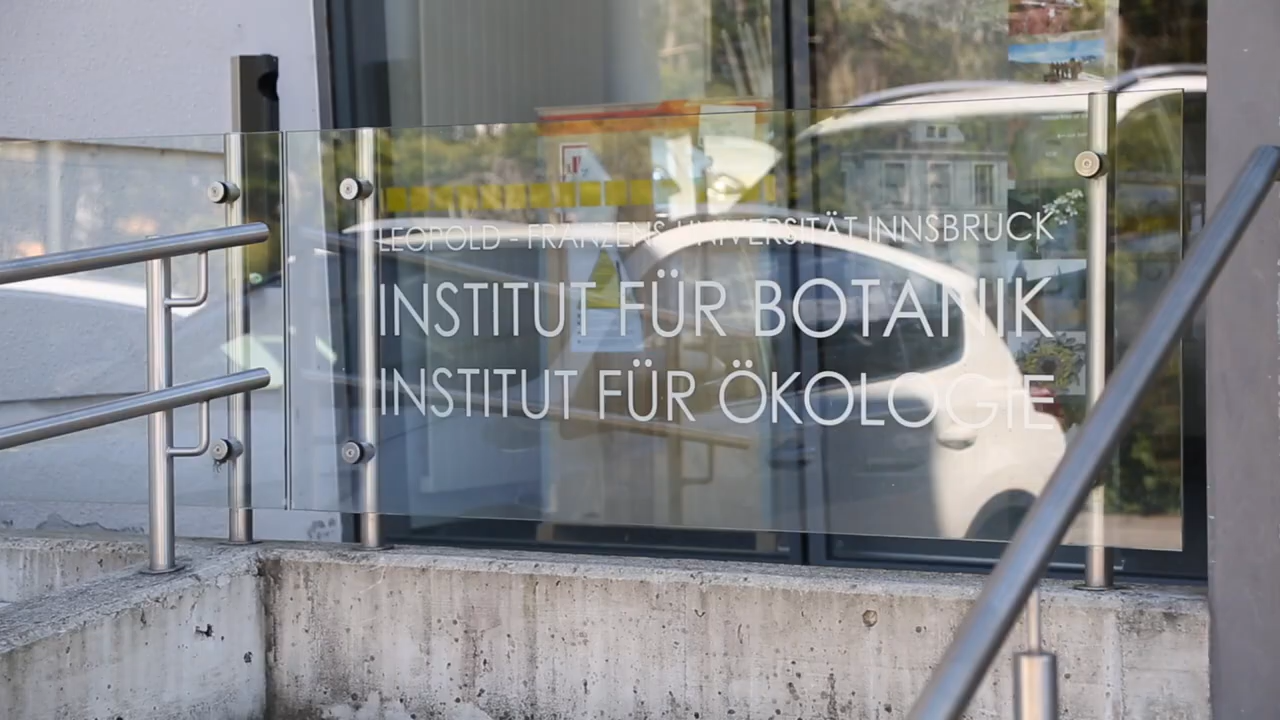 LEOPOLD - FRANZENS UNIVERSITÄT INNSBRUCK
INSTITUT FÜR BOTANIK
INSTITUT FÜR ÖKOLOGIE